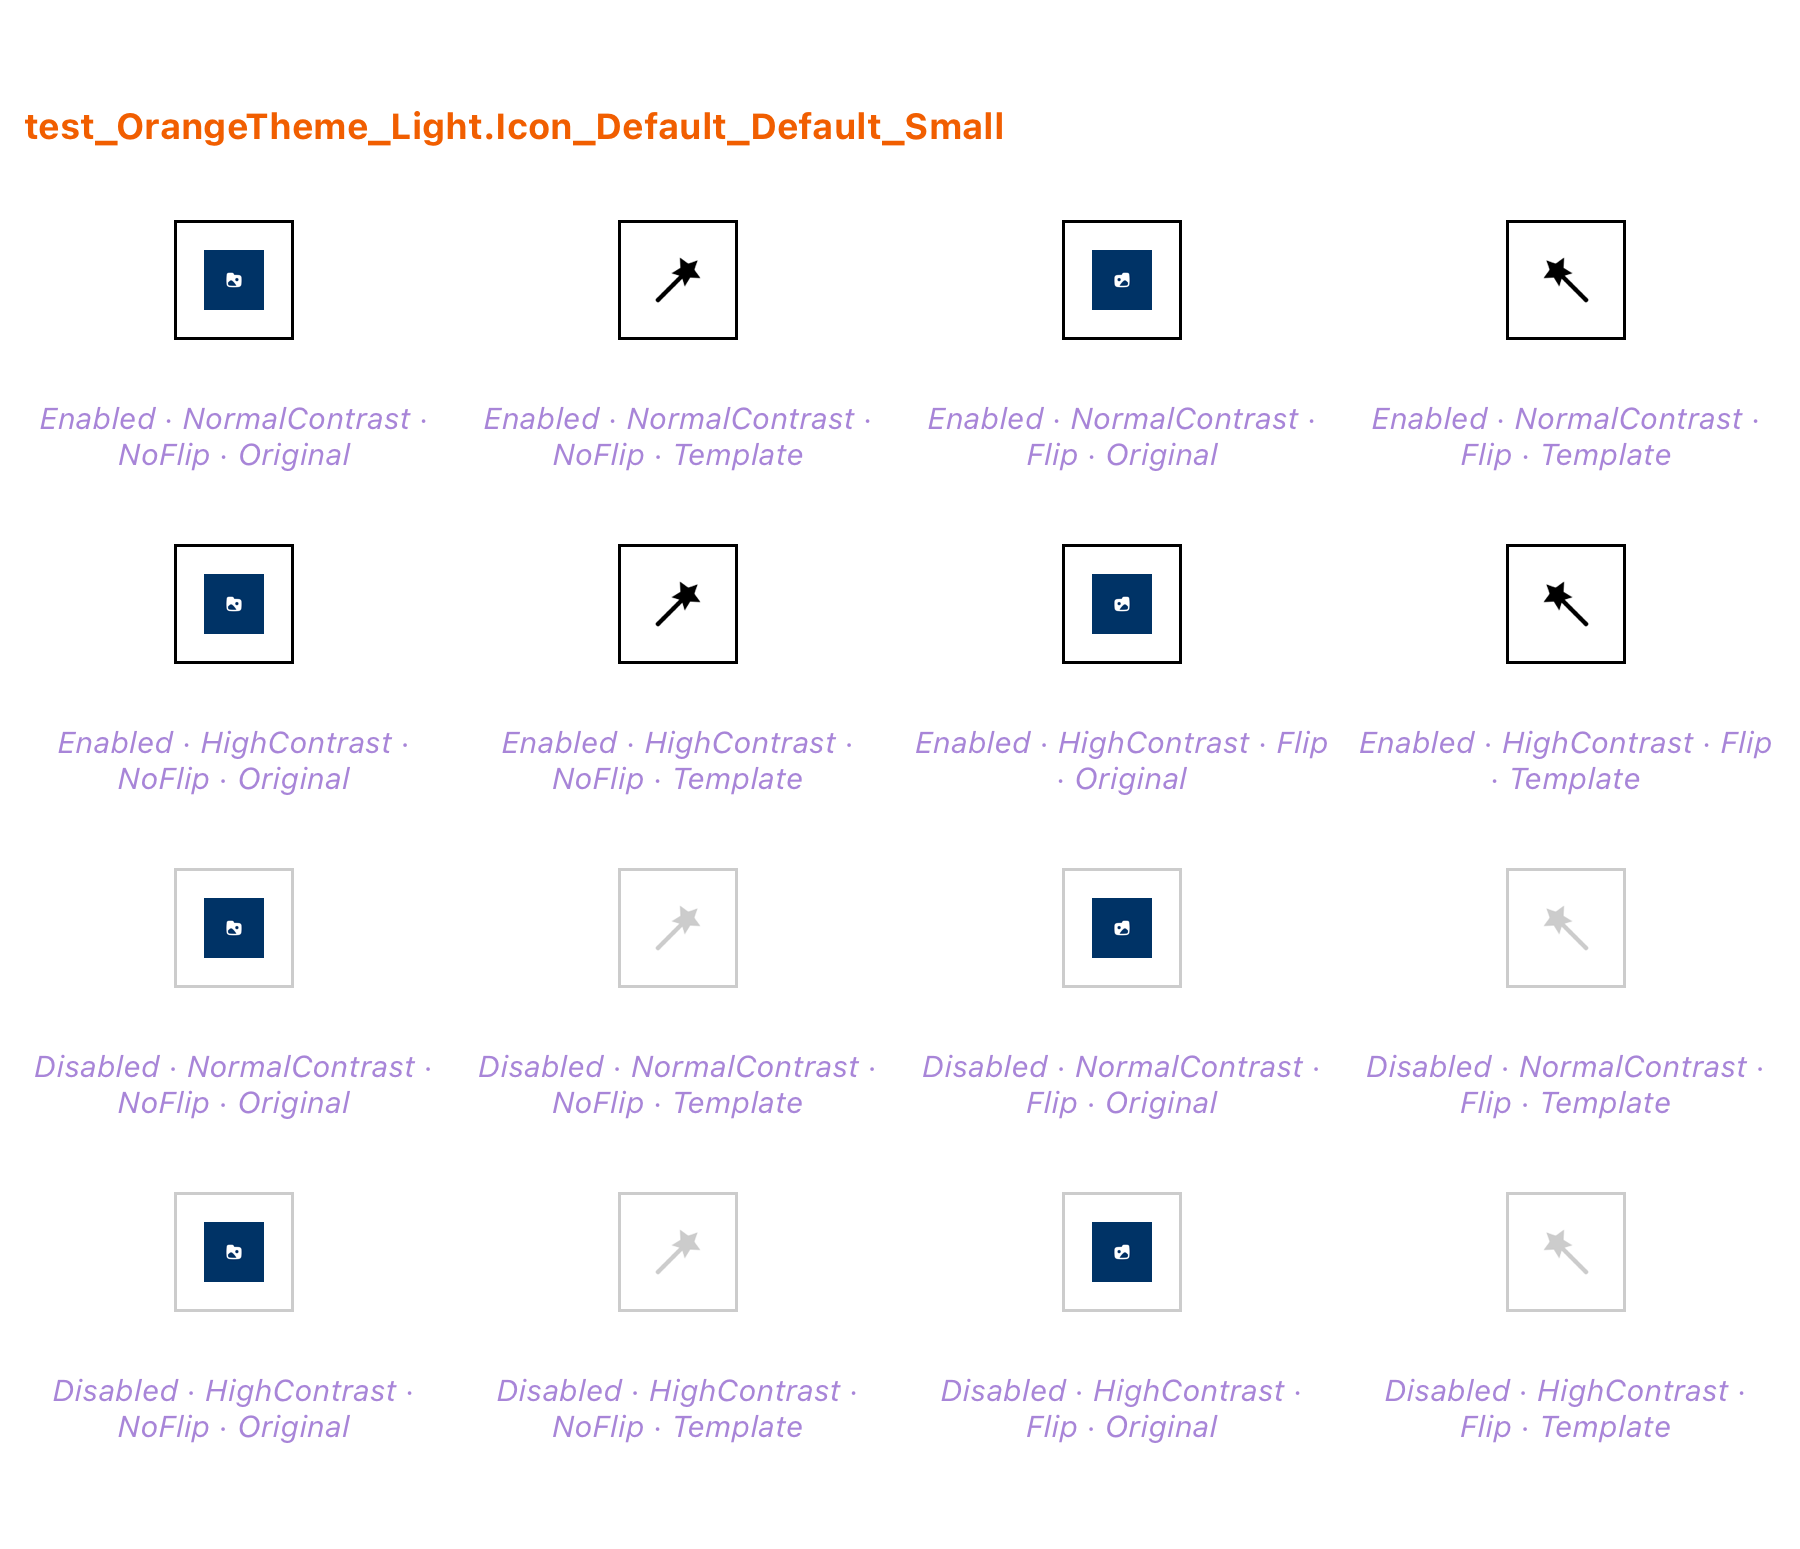 test_OrangeTheme_Light.Icon_Default_Default_Small
Enabled · NormalContrast ·
NoFlip · Original
Enabled · NormalContrast ·
NoFlip · Template
Enabled · NormalContrast ·
Flip · Original
Enabled · NormalContrast ·
Flip · Template
Enabled · HighContrast ·
NoFlip · Original
Enabled · HighContrast ·
NoFlip · Template
Enabled · HighContrast · Flip
· Original
Enabled · HighContrast · Flip
· Template
Disabled · NormalContrast ·
NoFlip · Original
Disabled · NormalContrast ·
NoFlip · Template
Disabled · NormalContrast ·
Flip · Original
Disabled · NormalContrast ·
Flip · Template
Disabled · HighContrast ·
NoFlip · Original
Disabled · HighContrast ·
NoFlip · Template
Disabled · HighContrast ·
Flip · Original
Disabled · HighContrast ·
Flip · Template